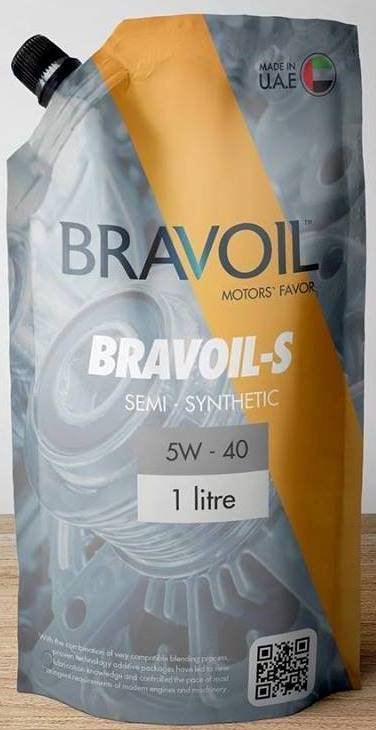 MADE IN
U.A.E
BRAVOIL™
MOTORS` FAVOR
BRAVOIL-S
SEMI - SYNTHETIC
5W - 40
1 litre
With the combination of very compatible blending process,
proven technology additive packages have led to new
lubrication knowledge and controlled the pace of most
stringent requirements of modern engines and machinery.